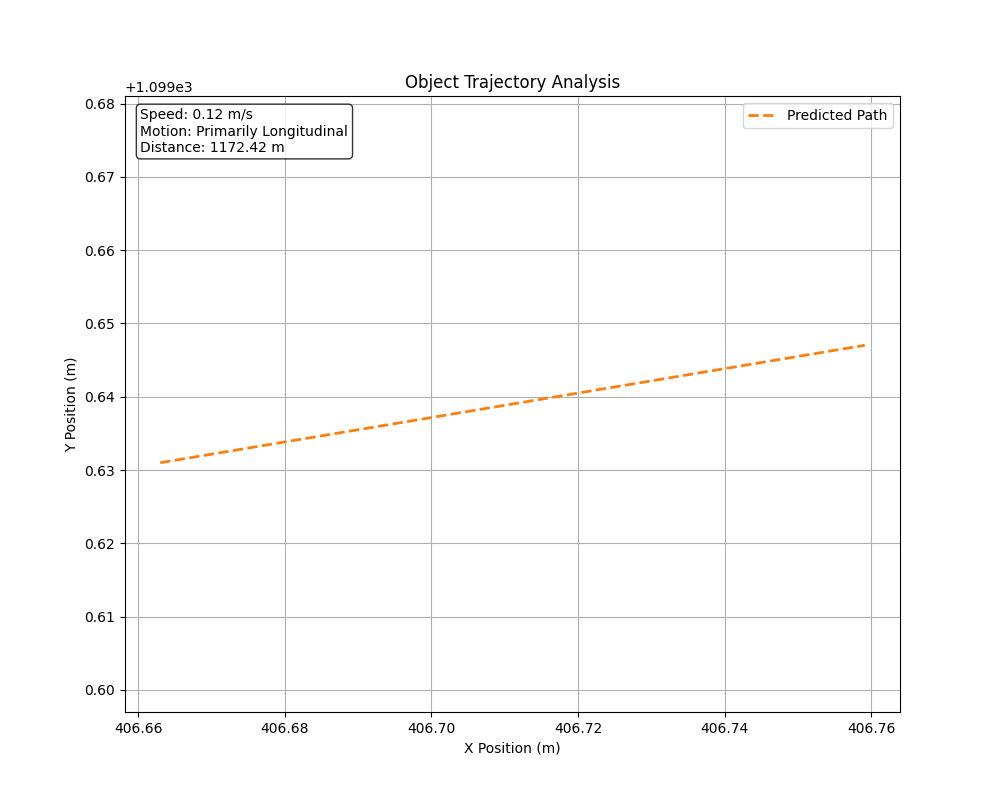 Object Trajectory Analysis
+1.099e3
Speed: 0.12 m/s
Motion: Primarily Longitudinal
Distance: 1172.42 m
Predicted Path
0.68
0.67
0.66
0.65
0.64
0.63
0.62
0.61
0.60
Y Position (m)
406.66 406.68 406.70 406.72 406.74 406.76
X Position (m)